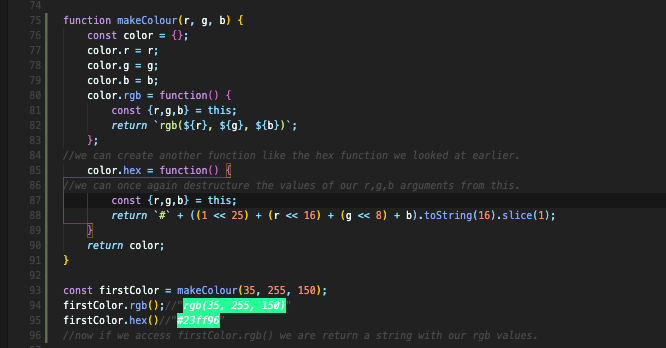 74
75 function makeColour(r, g, b) {
76 const color = {};
77 color.r = r;
78 color.g = g;
79 color.b = b;
80 color.rgb = function() {
81 const {r,g,b} = this;
82 return `rgb(${r}, ${g}, ${b})`;
83 };
84 //we can create another function like the hex function we looked at earlier.
85 color.hex = function() {
86 //we can once again destructure the values of our r,g,b arguments from this.
87 const {r,g,b} = this;
88 return `#` + ((1 << 25) + (r << 16) + (g << 8) + b).toString(16).slice(1);
89 }
90 return color;
91 }
92
93 const firstColor = makeColour(35, 255, 150);
94 firstColor.rgb();//"rgb(35, 255, 150)"
95 firstColor.hex()//"#23ff96"
96 //now if we access firstColor.rgb() we are return a string with our rgb values.